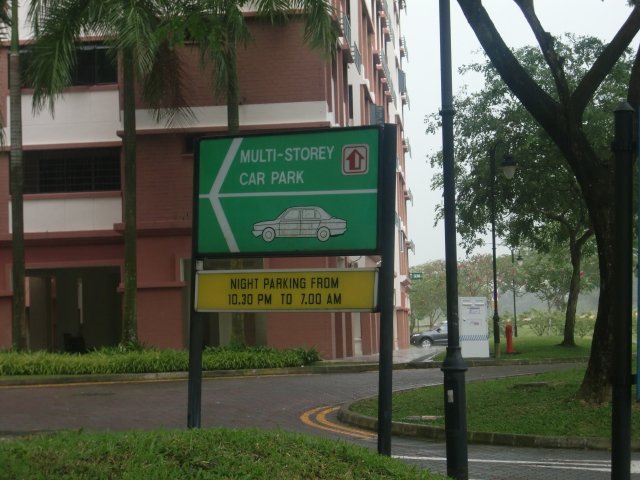 MULTI-STOREY
CAR PARK
NIGHT PARKING FROM
10.30 PM TO 7.00 AM